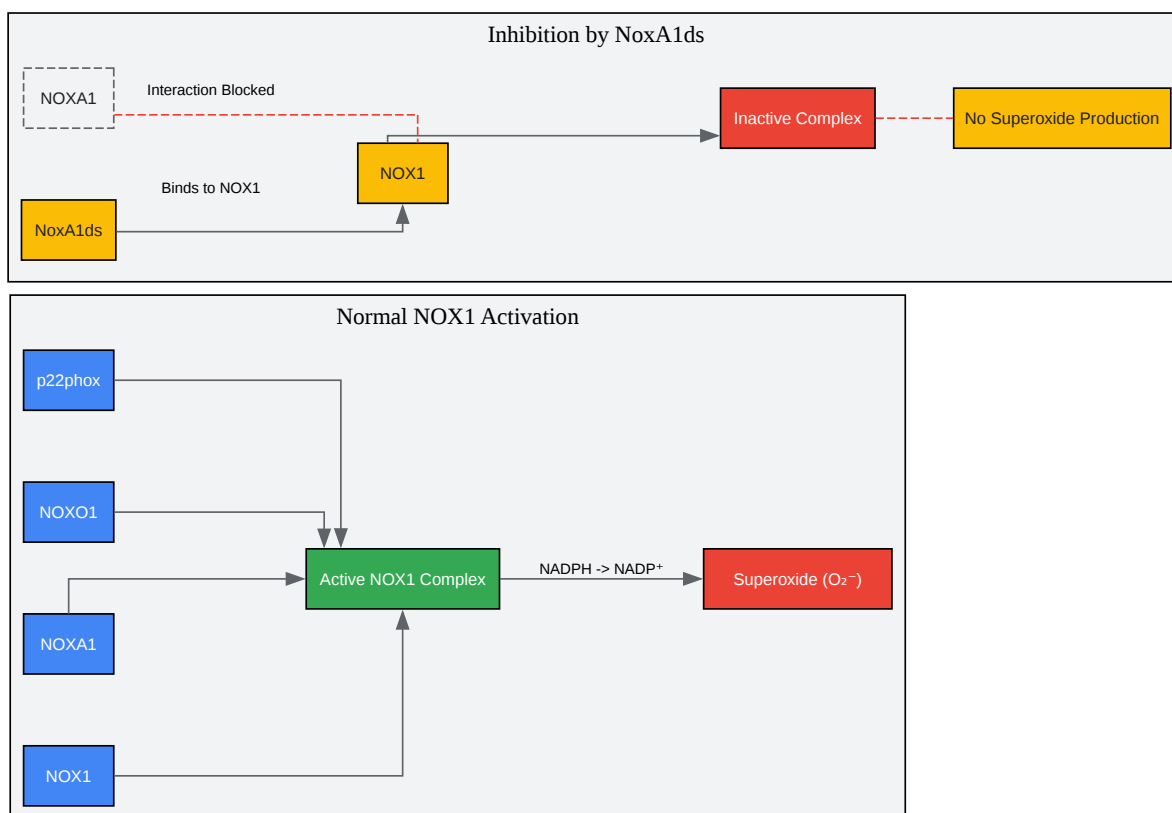 Inhibition by NoxA1ds
NOXA1
Interaction Blocked
Inactive Complex
No Superoxide Production
NOX1
Binds to NOX1
NoxA1ds
Normal NOX1 Activation
p22phox
NOXO1
Active NOX1 Complex
NADPH -> NADP⁺
Superoxide (O₂⁻)
NOXA1
NOX1